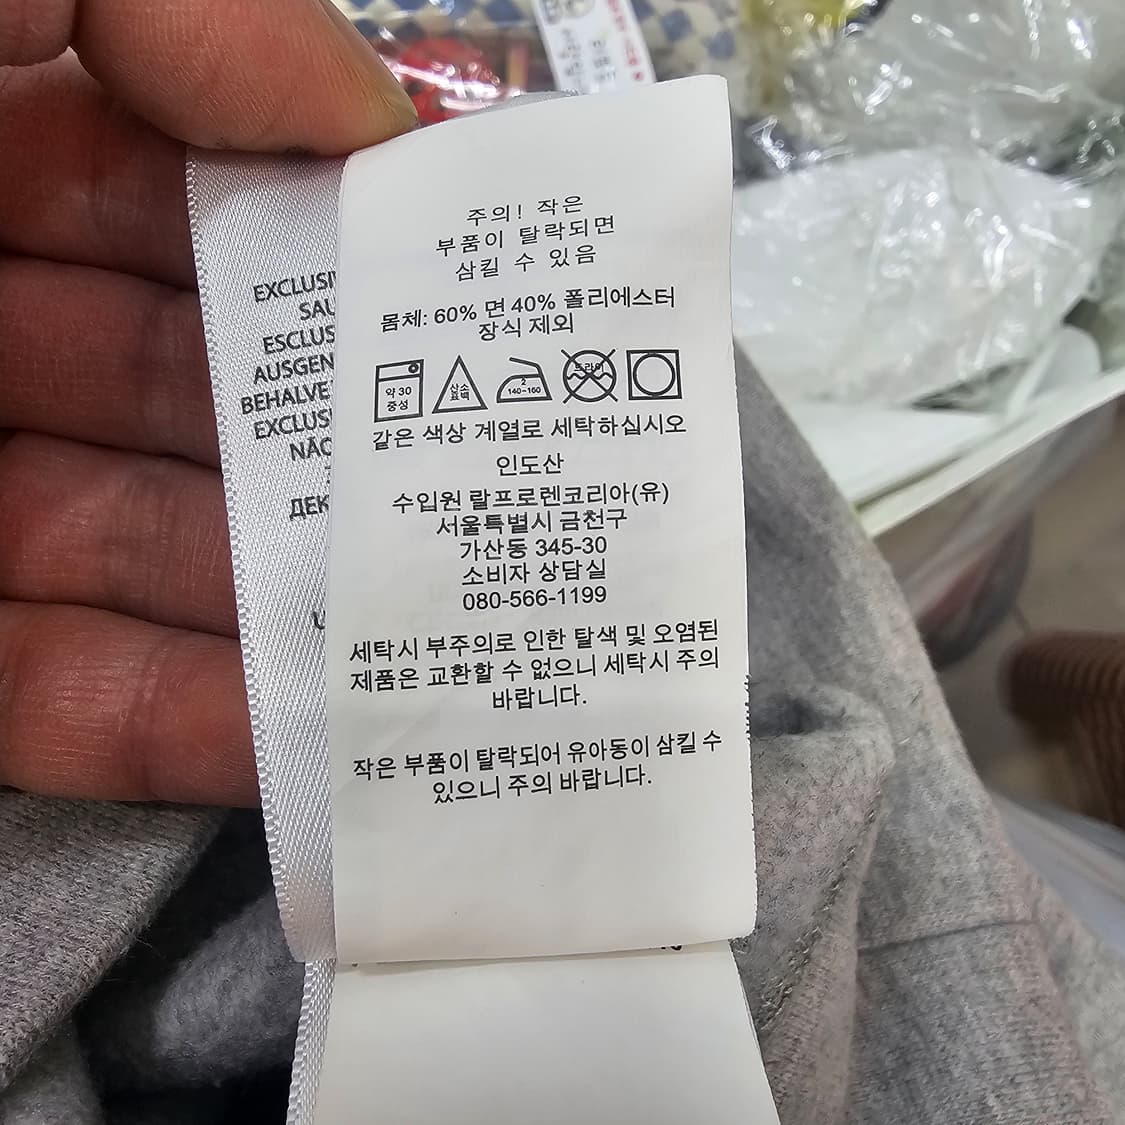 EXCLUSI
SAU
ESCLUS
AUSGEN
BEHALVE
EXCLUS
NÃO
ДЕК
주의! 작은
부품이 탈락되면
삼킬 수 있음
몸체: 60% 면 40% 폴리에스터
장식 제외
약 30
중성
산소
표백
2
140~160
드라이
같은 색상 계열로 세탁하십시오
인도산
수입원 랄프로렌코리아(유)
서울특별시 금천구
가산동 345-30
소비자 상담실
080-566-1199
세탁시 부주의로 인한 탈색 및 오염된
제품은 교환할 수 없으니 세탁시 주의
바랍니다.
작은 부품이 탈락되어 유아동이 삼킬 수
있으니 주의 바랍니다.